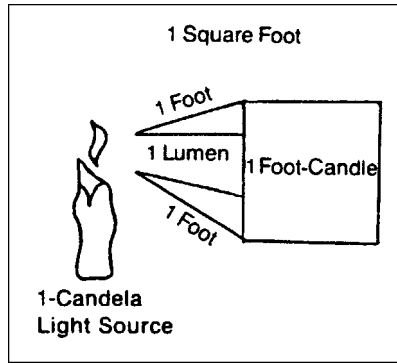 1 Square Foot
1 Foot
1 Lumen
1 Foot-Candle
1 Foot
1-Candela
Light Source